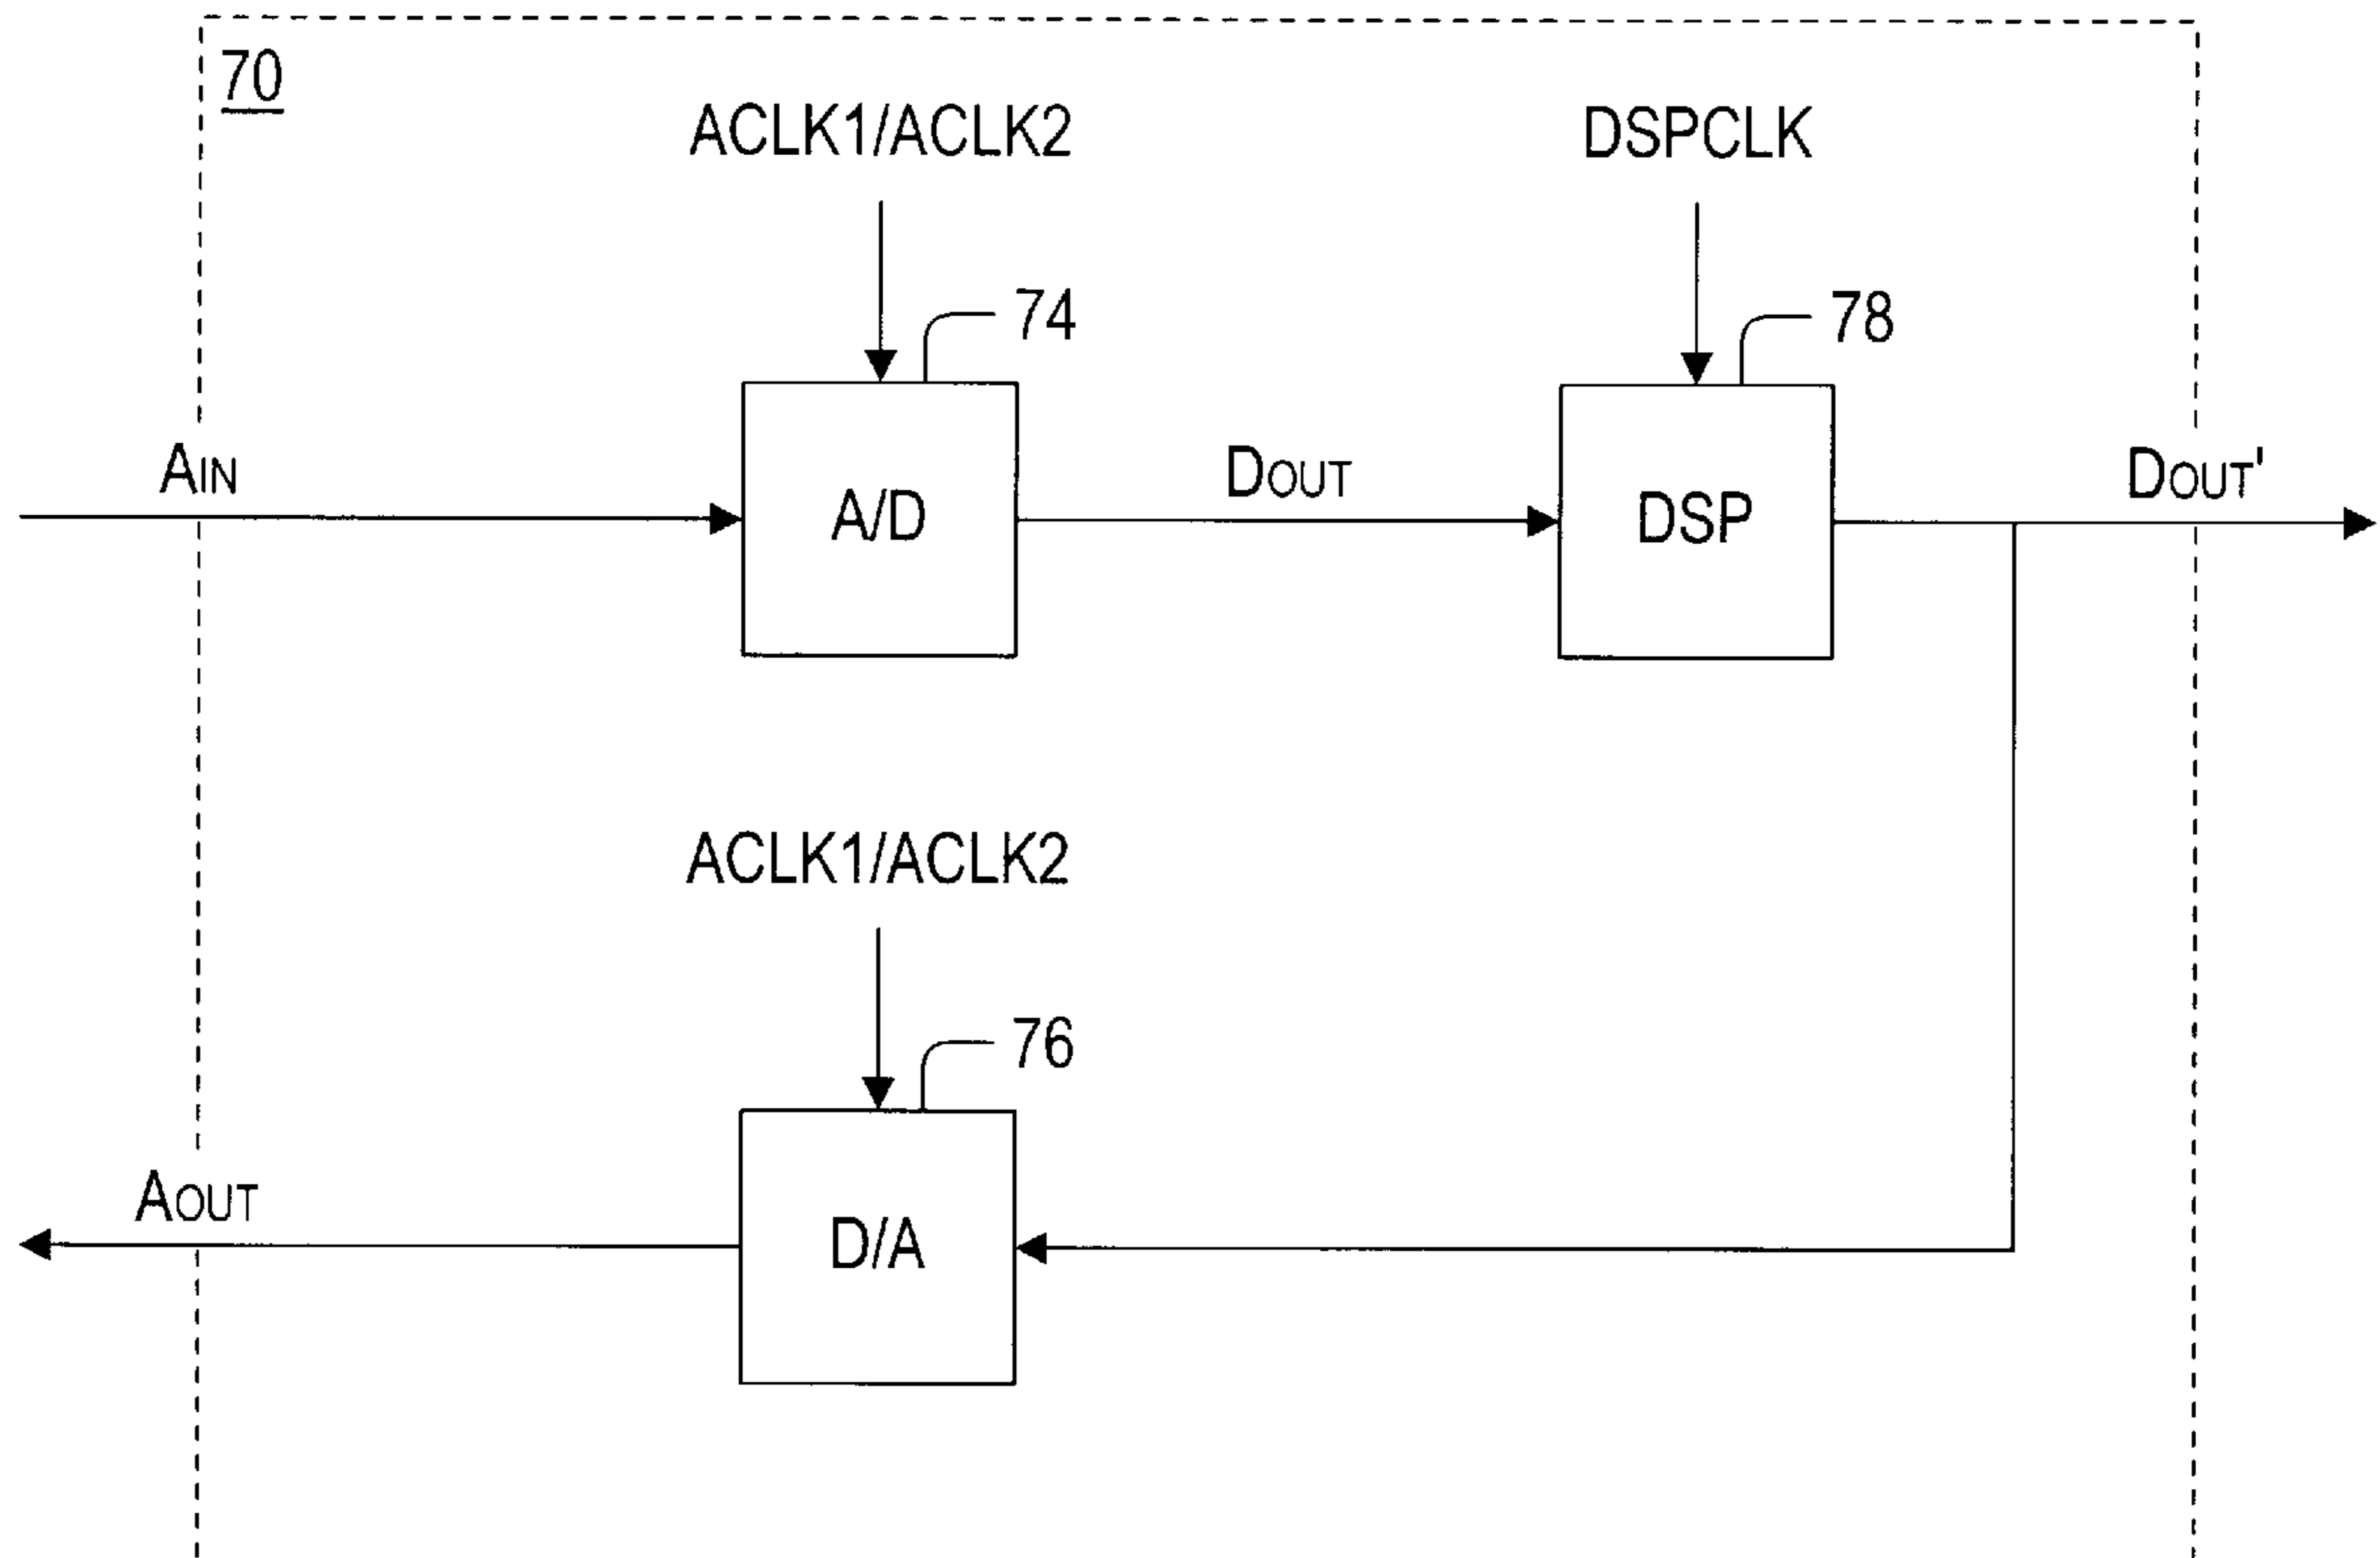 70
ACLK1/ACLK2
DSPCLK
74
78
AIN
A/D
DOUT
DSP
DOUT'
ACLK1/ACLK2
76
AOUT
D/A